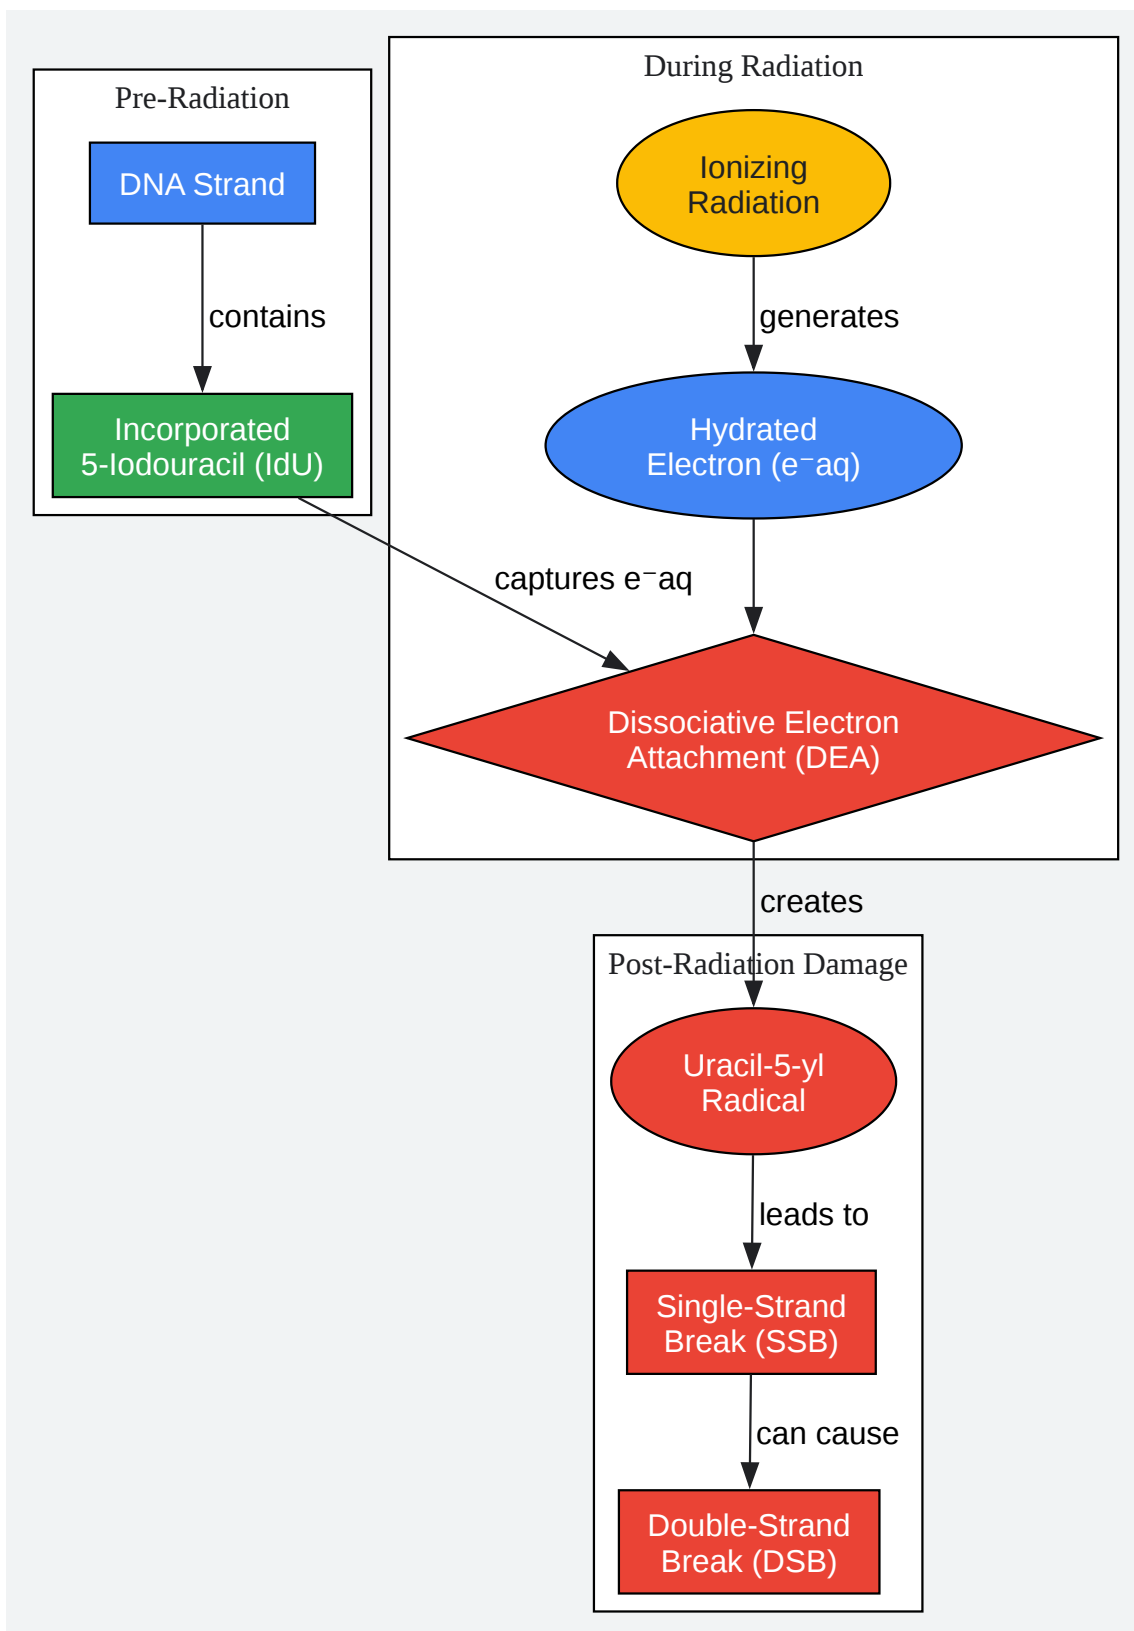 Pre-Radiation
DNA Strand
contains
Incorporated
5-Iodouracil (IdU)
During Radiation
Ionizing
Radiation
generates
Hydrated
Electron (e⁻aq)
captures e⁻aq
Dissociative Electron
Attachment (DEA)
creates
Post-Radiation Damage
Uracil-5-yl
Radical
leads to
Single-Strand
Break (SSB)
can cause
Double-Strand
Break (DSB)